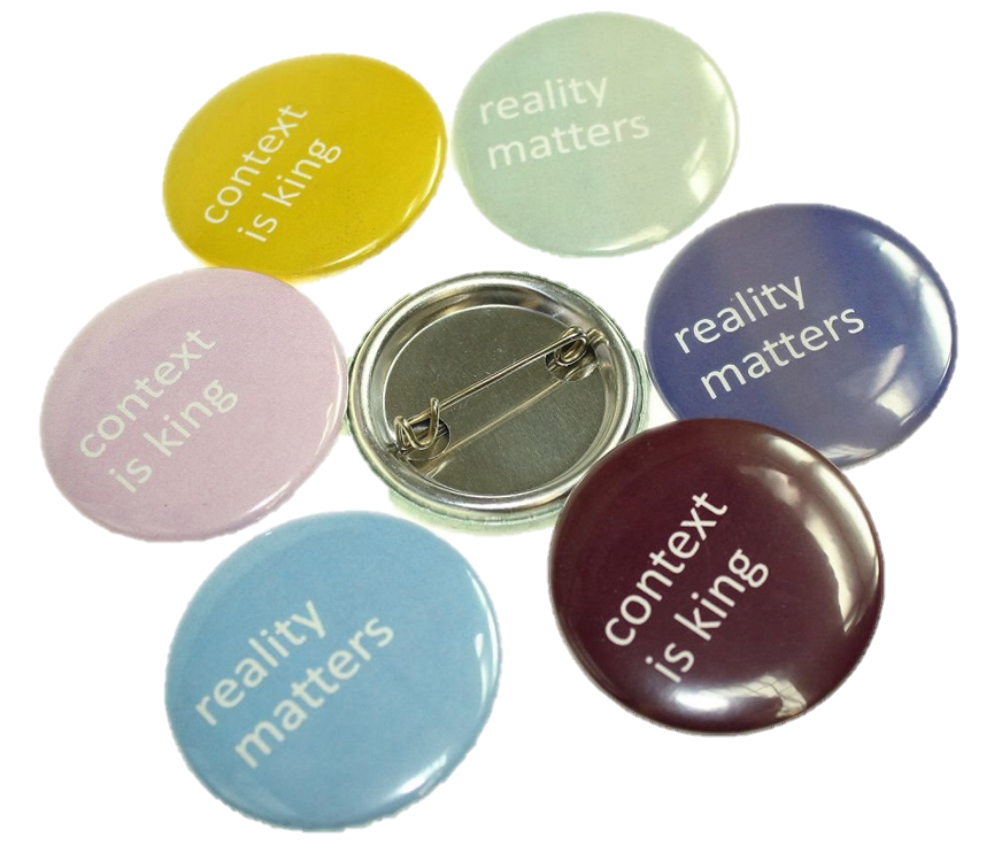 context
is king
reality
matters
reality
matters
context
is king
context
is king
reality
matters